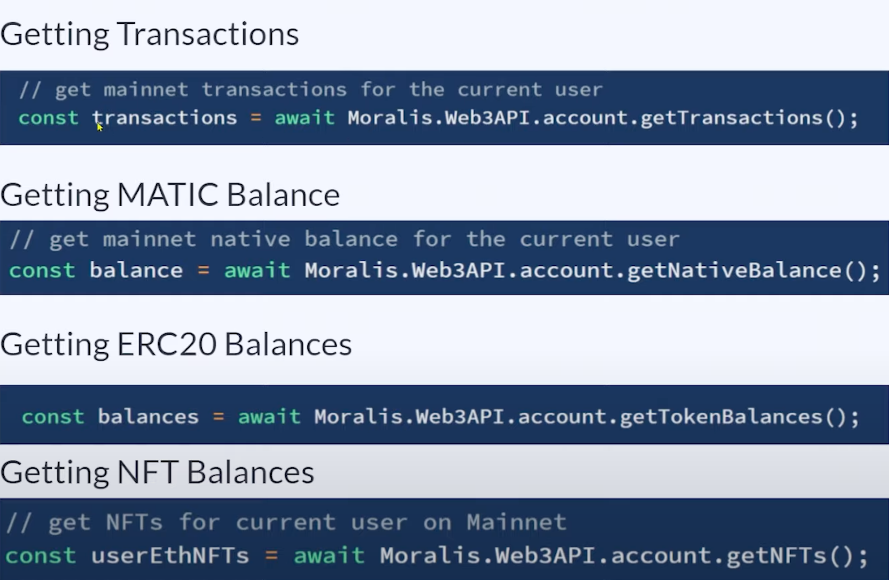 Getting Transactions
// get mainnet transactions for the current user
const transactions = await Moralis.Web3API.account.getTransactions();
Getting MATIC Balance
// get mainnet native balance for the current user
const balance = await Moralis.Web3API.account.getNativeBalance();
Getting ERC20 Balances
const balances = await Moralis.Web3API.account.getTokenBalances();
Getting NFT Balances
// get NFTs for current user on Mainnet
const userEthNFTs = await Moralis.Web3API.account.getNFTs();